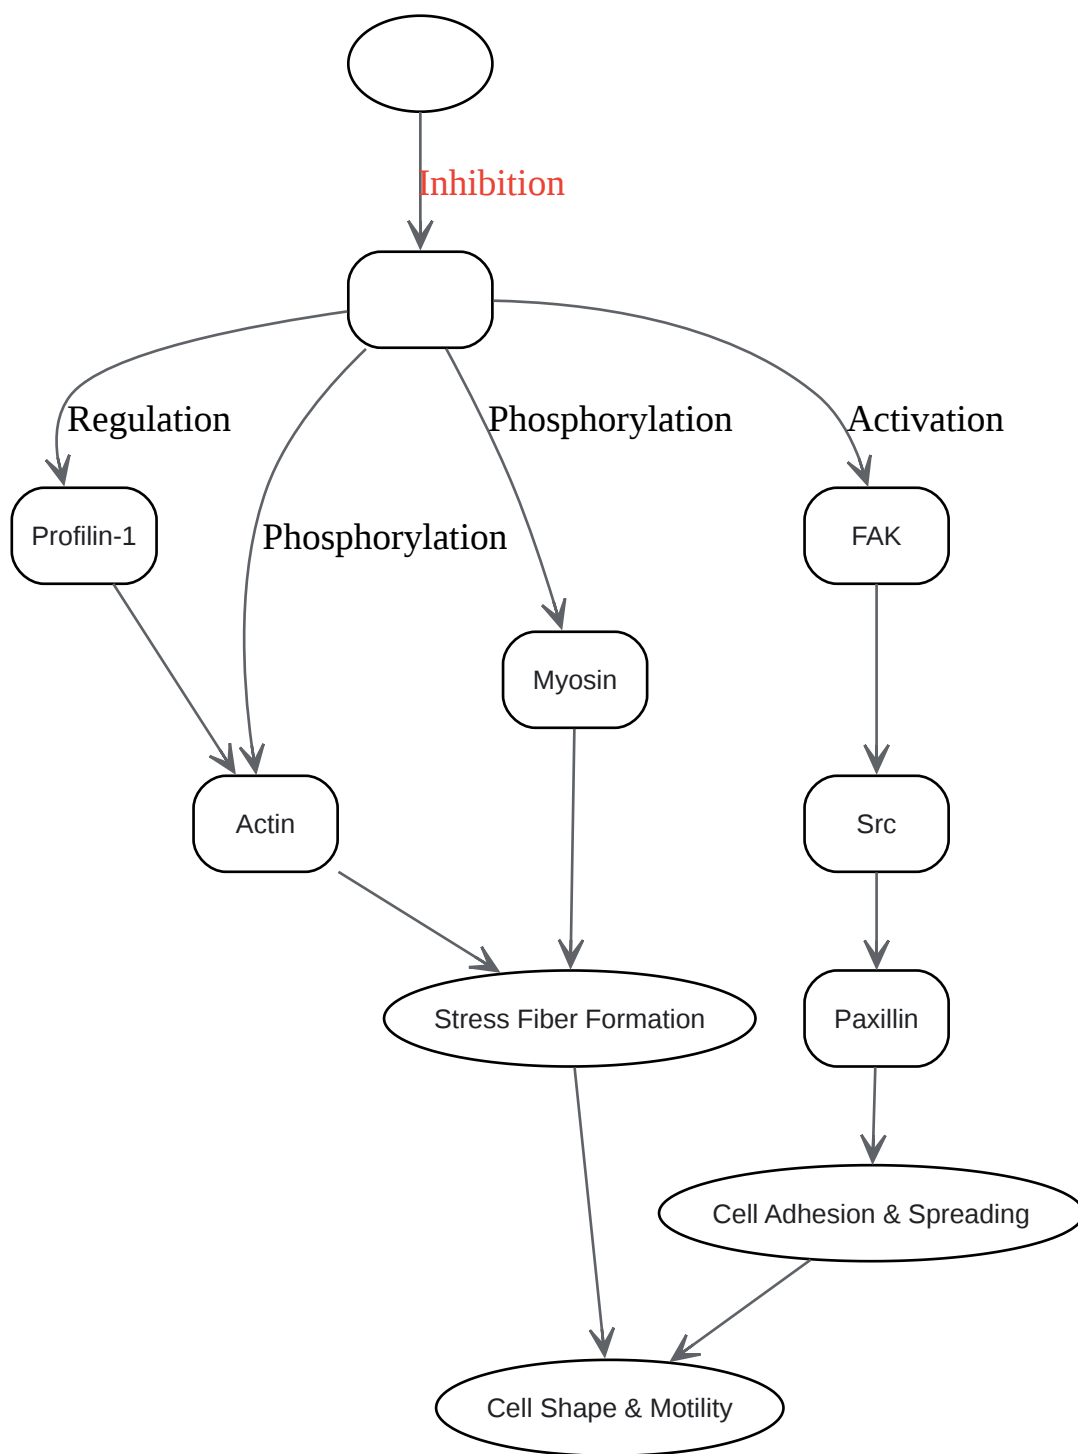 Inhibition
Regulation
Phosphorylation
Activation
Profilin-1
Phosphorylation
FAK
Myosin
Actin
Src
Stress Fiber Formation
Paxillin
Cell Adhesion & Spreading
Cell Shape & Motility